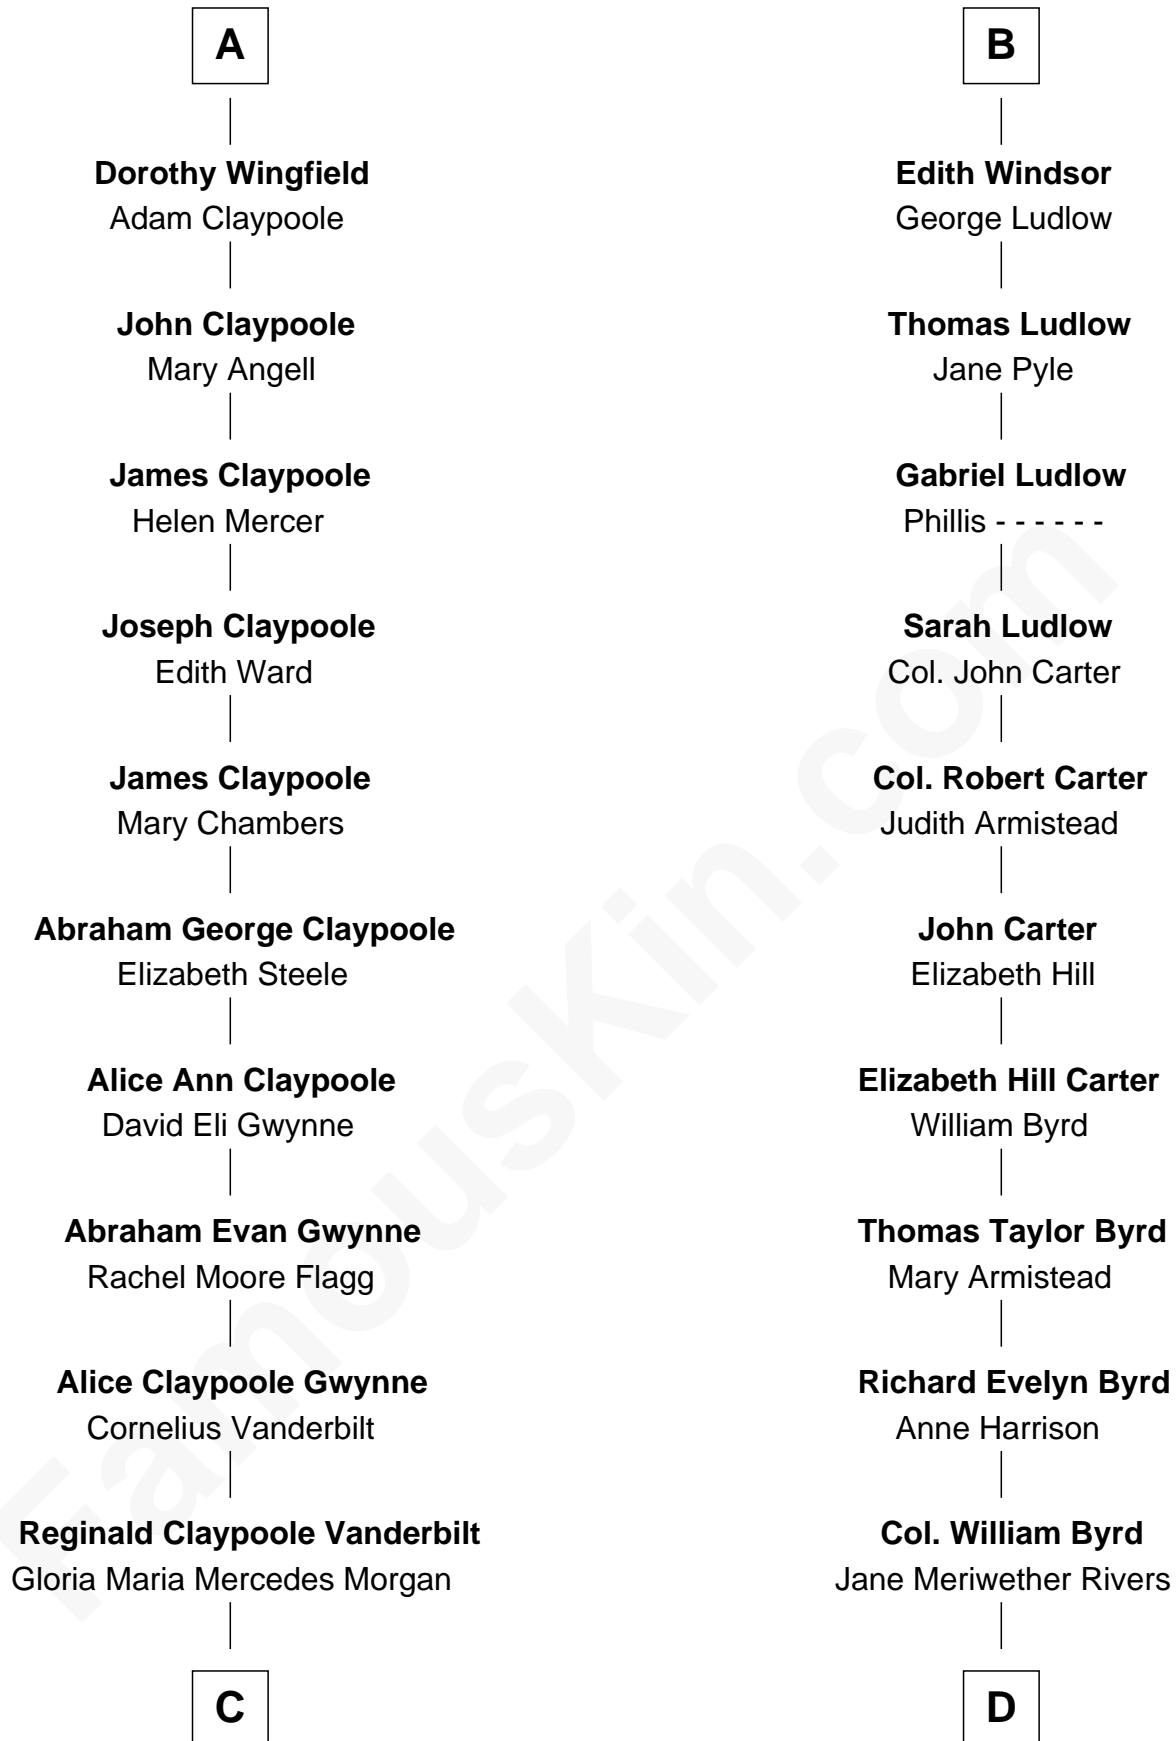 A
Dorothy Wingfield
Adam Claypoole
John Claypoole
Mary Angell
James Claypoole
Helen Mercer
Joseph Claypoole
Edith Ward
James Claypoole
Mary Chambers
Abraham George Claypoole
Elizabeth Steele
Alice Ann Claypoole
David Eli Gwynne
Abraham Evan Gwynne
Rachel Moore Flagg
Alice Claypoole Gwynne
Cornelius Vanderbilt
Reginald Claypoole Vanderbilt
Gloria Maria Mercedes Morgan
C
B
Edith Windsor
George Ludlow
Thomas Ludlow
Jane Pyle
Gabriel Ludlow
Phillis - - - - - -
Sarah Ludlow
Col. John Carter
Col. Robert Carter
Judith Armistead
John Carter
Elizabeth Hill
Elizabeth Hill Carter
William Byrd
Thomas Taylor Byrd
Mary Armistead
Richard Evelyn Byrd
Anne Harrison
Col. William Byrd
Jane Meriwether Rivers
D
FamousKin.com